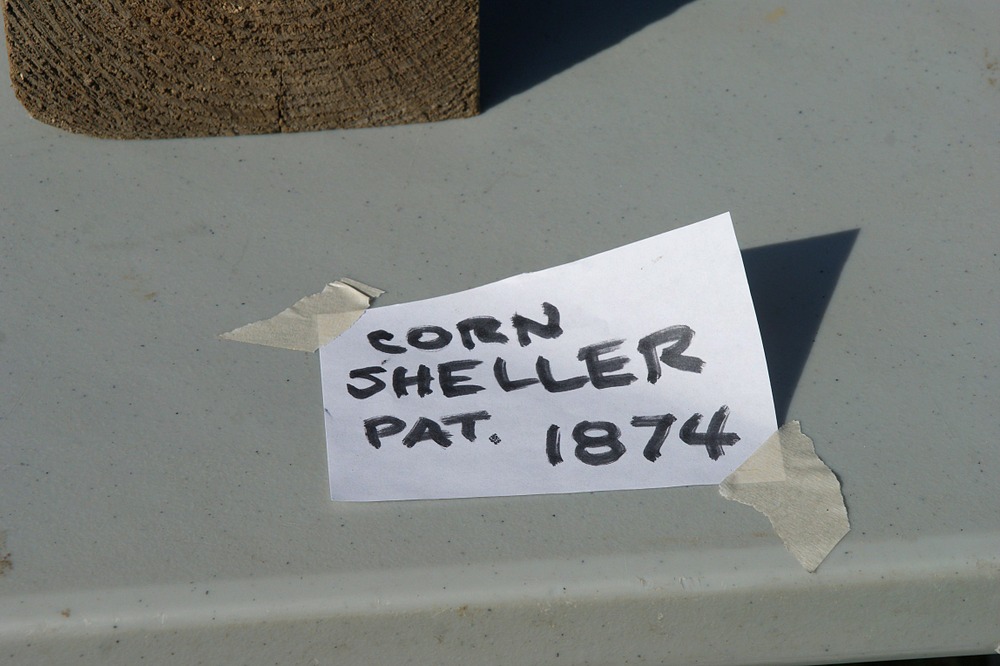 CORN
SHELLER
PAT. 1874